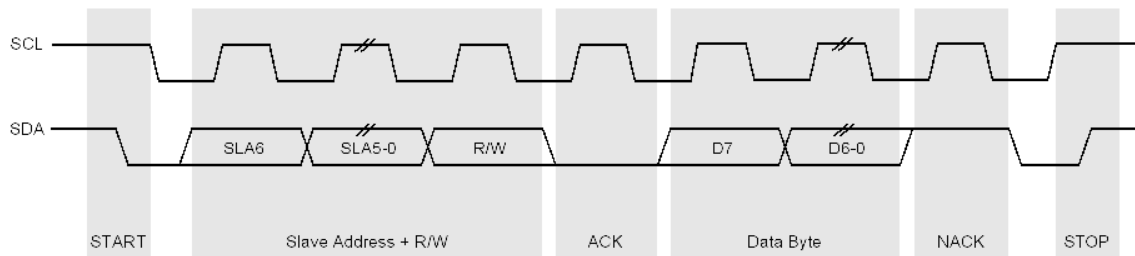 SCL
SDA
SLA6 SLA5-0 R/W D7 D6-0
START Slave Address + R/W ACK Data Byte NACK STOP